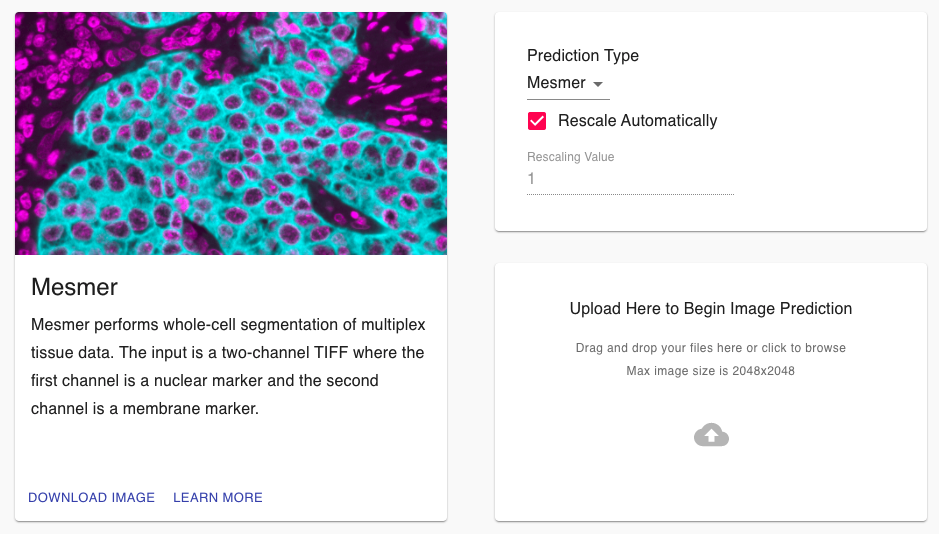 Mesmer
Mesmer performs whole-cell segmentation of multiplex
tissue data. The input is a two-channel TIFF where the
first channel is a nuclear marker and the second
channel is a membrane marker.
DOWNLOAD IMAGE LEARN MORE
Prediction Type
Mesmer
Rescale Automatically
Rescaling Value
1
Upload Here to Begin Image Prediction
Drag and drop your files here or click to browse
Max image size is 2048x2048